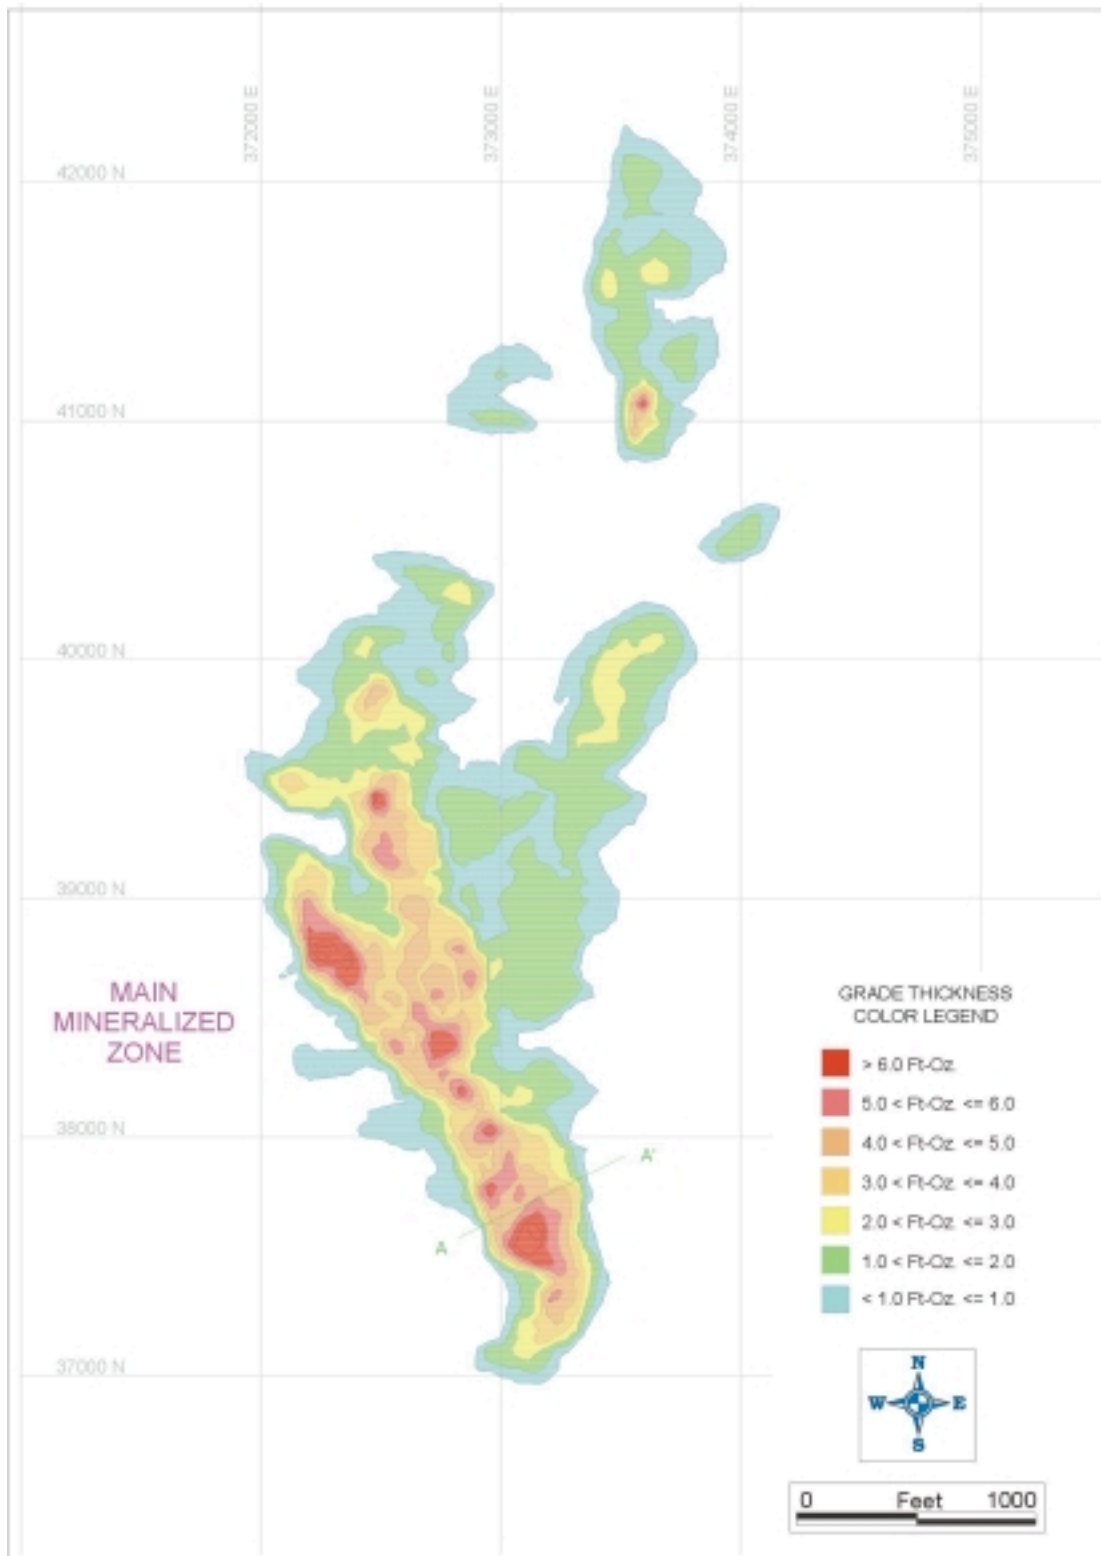 372000 E
373000 E
374000 E
375000 E
42000 N
41000 N
40000 N
39000 N
MAIN
MINERALIZED
ZONE
38000 N
A'
A
37000 N
GRADE THICKNESS
COLOR LEGEND
> 6.0 Ft-Oz.
5.0 < Ft-Oz. <= 6.0
4.0 < Ft-Oz. <= 5.0
3.0 < Ft-Oz. <= 4.0
2.0 < Ft-Oz. <= 3.0
1.0 < Ft-Oz. <= 2.0
< 1.0 Ft-Oz. <= 1.0
N
W E
S
0 Feet 1000